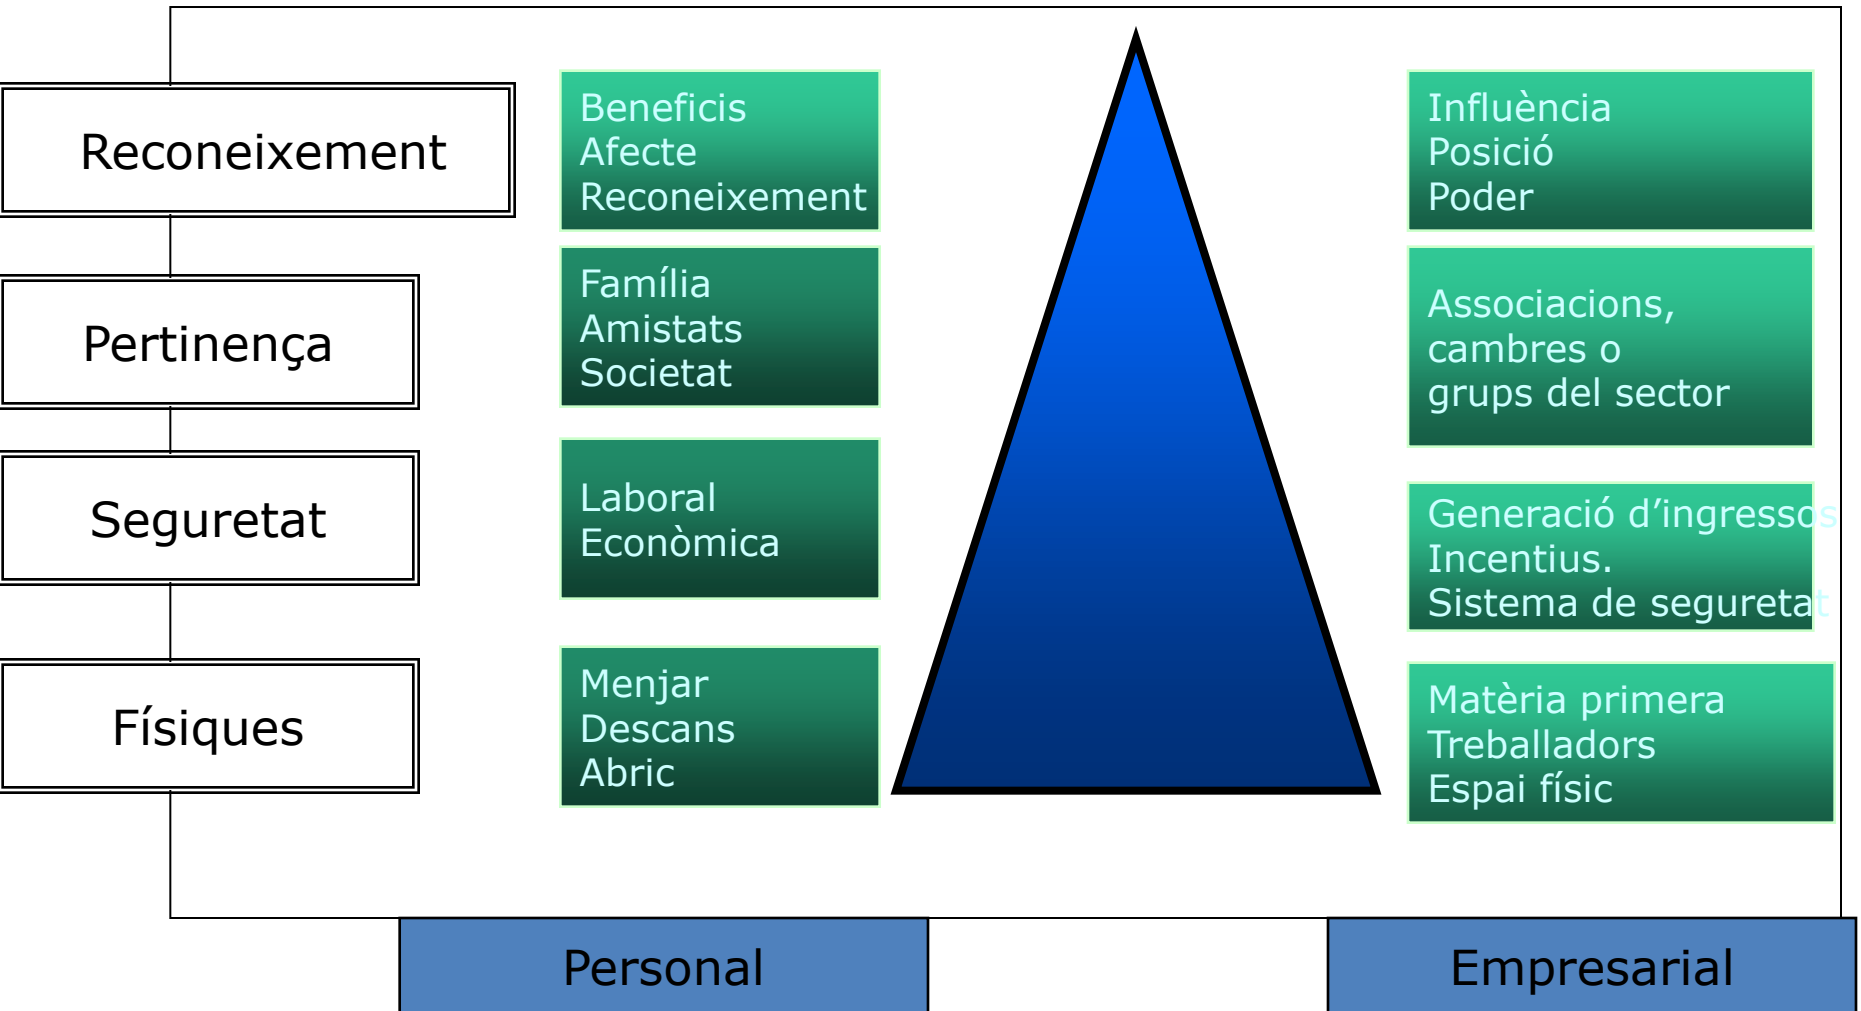 Reconeixement
Beneficis
Afecte
Reconeixement
Influència
Posició
Poder
Pertinença
Família
Amistats
Societat
Associacions,
cambres o
grups del sector
Seguretat
Laboral
Econòmica
Generació d’ingressos
Incentius.
Sistema de seguretat
Físiques
Menjar
Descans
Abric
Matèria primera
Treballadors
Espai físic
Personal
Empresarial